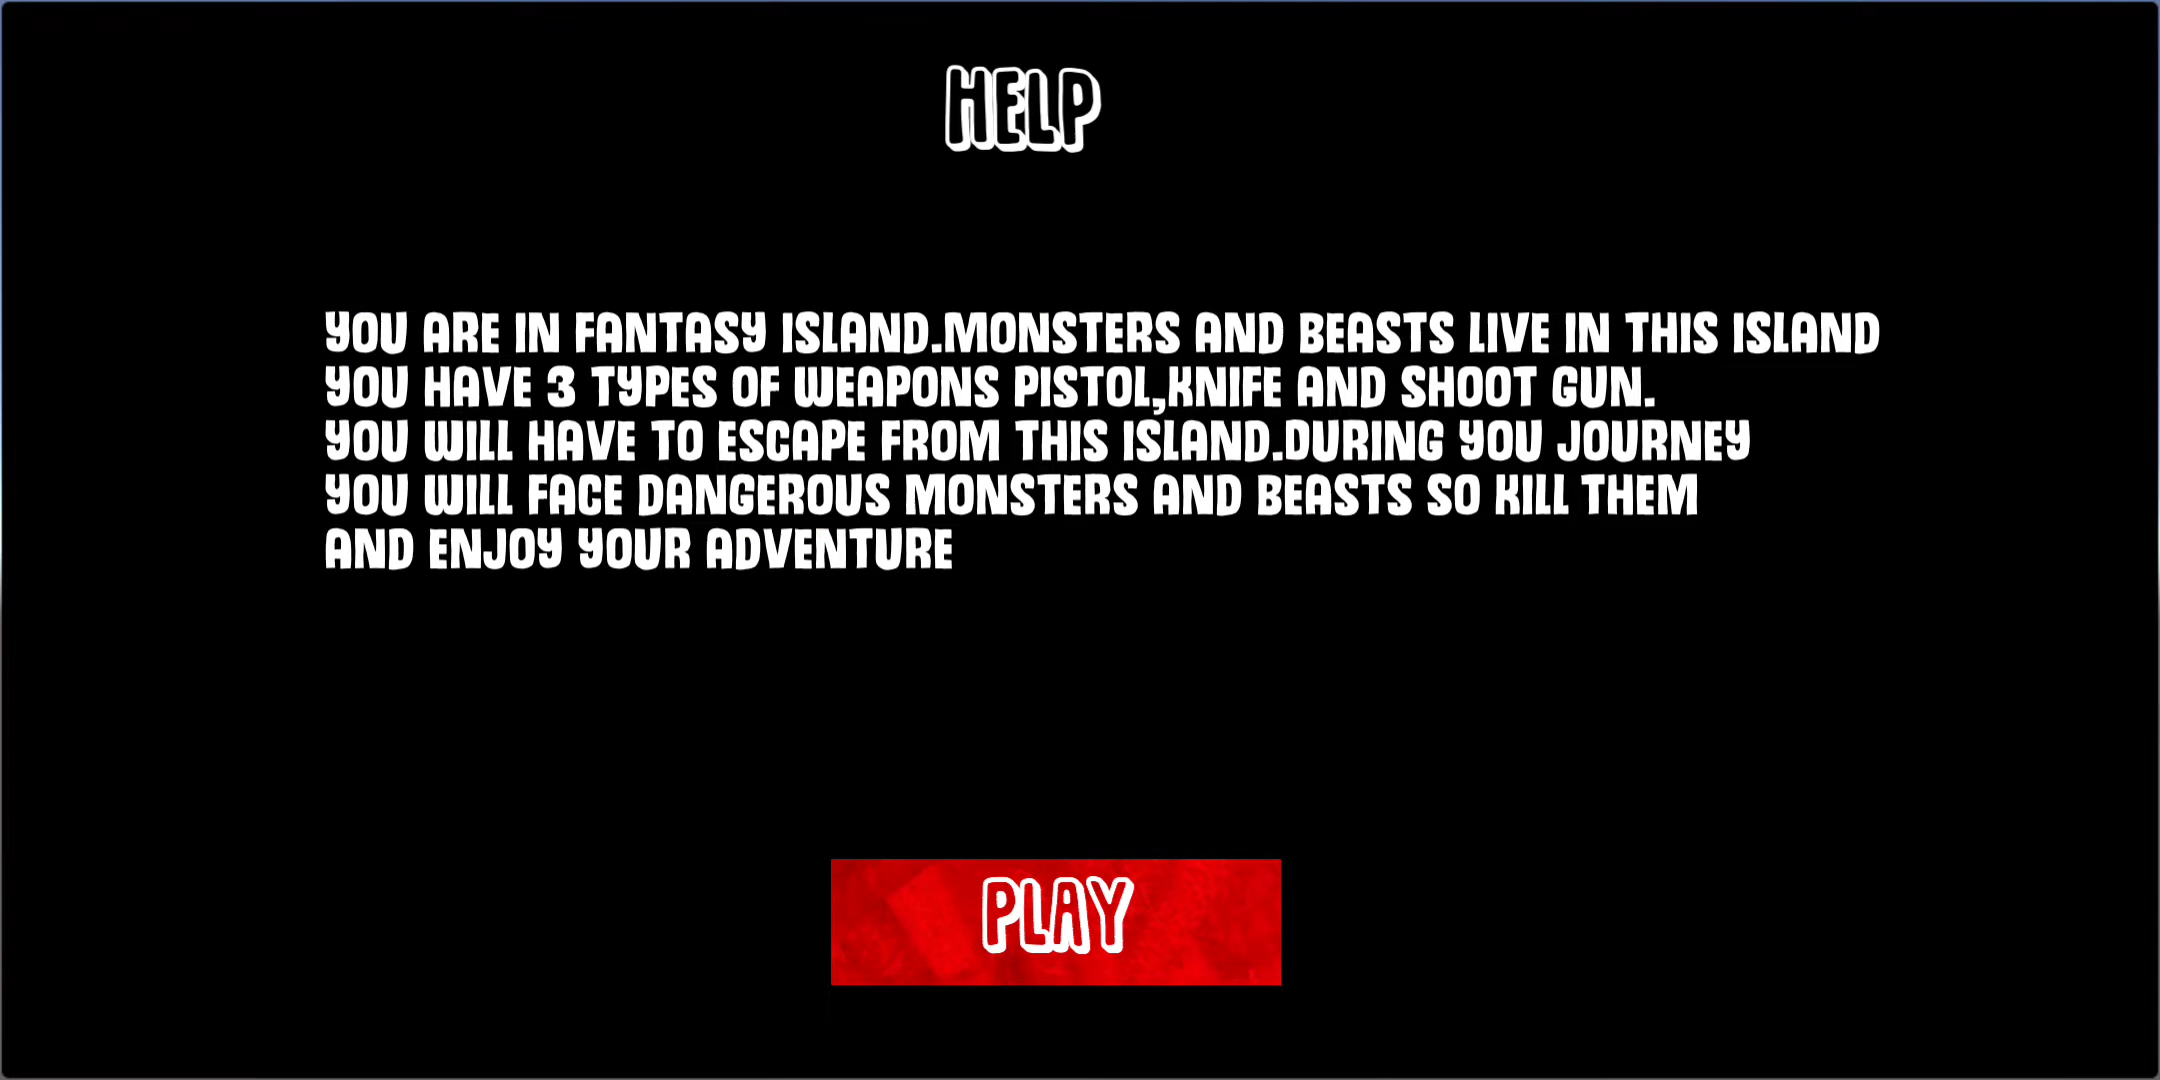 HELP
YOU ARE IN FANTASY ISLAND.MONSTERS AND BEASTS LIVE IN THIS ISLAND
YOU HAVE 3 TYPES OF WEAPONS PISTOL,KNIFE AND SHOOT GUN.
YOU WILL HAVE TO ESCAPE FROM THIS ISLAND.DURING YOU JOURNEY
YOU WILL FACE DANGEROUS MONSTERS AND BEASTS SO KILL THEM
AND ENJOY YOUR ADVENTURE
PLAY